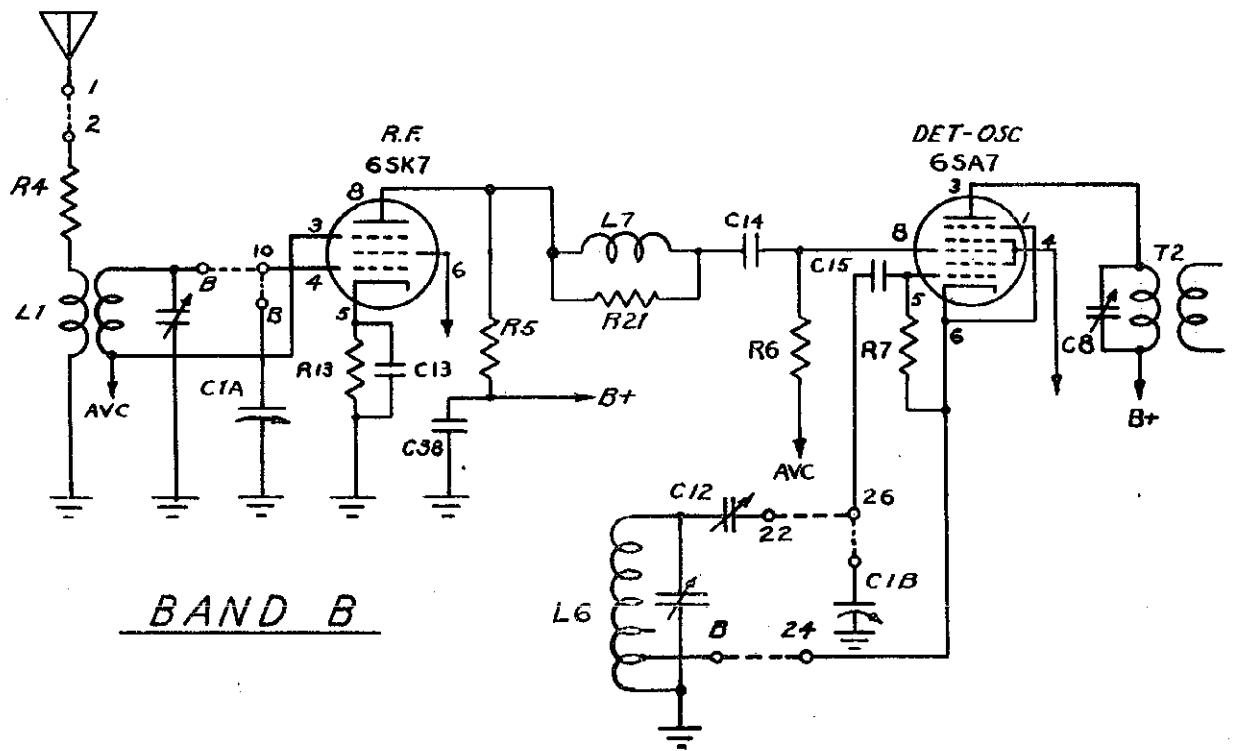 1
2
R4
L1
AVC
B
10
B
C1A
R.F.
6SK7
8
3
4
5
6
R13
C13
R5
C38
B+
L7
R21
C14
R6
AVC
C15
DET-OSC
6SA7
3
8
1
4
5
6
R7
T2
C8
B+
C12
22
26
C1B
L6
B
24
BAND B